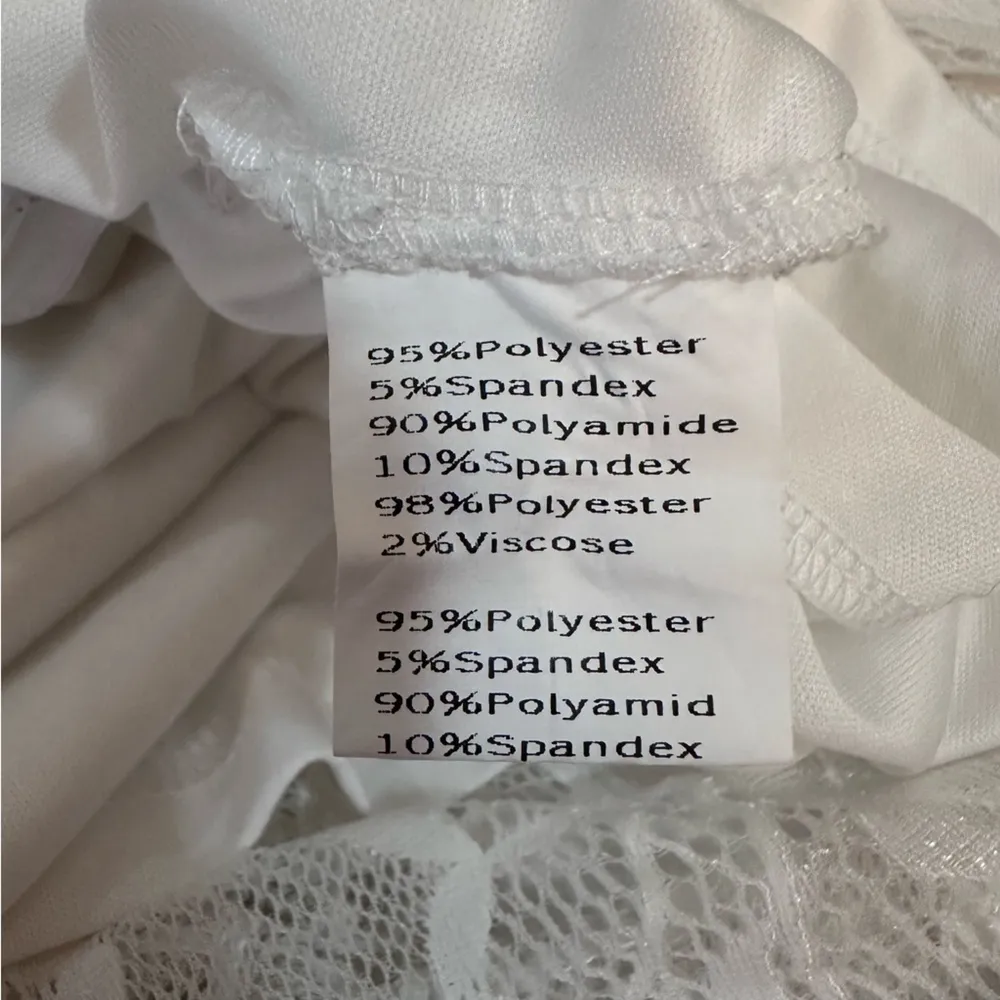 95%Polyester
5%Spandex
90%Polyamide
10%Spandex
98%Polyester
2%Viscose
95%Polyester
5%Spandex
90%Polyamid
10%Spandex